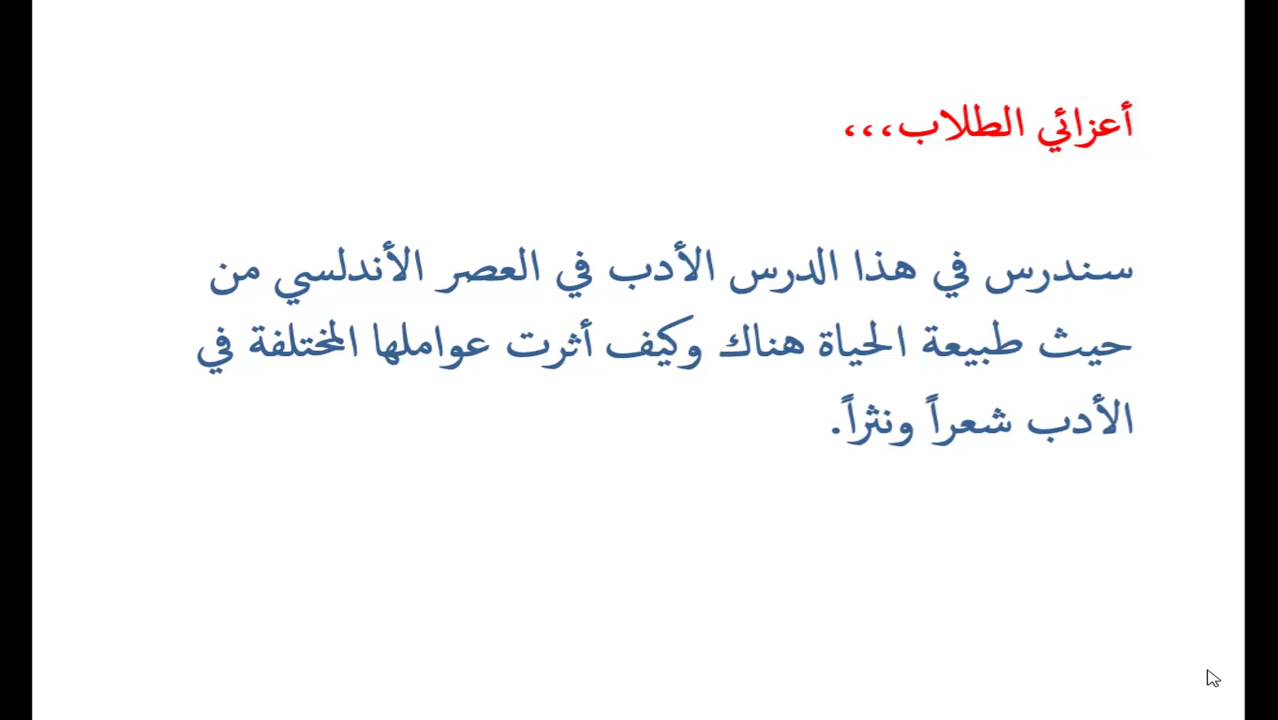 أعزائي الطلاب،،،
سندرس في هذا الدرس الأدب في العصر الأندلسي من
حيث طبيعة الحياة هناك وكيف أثرت عواملها المختلفة في
الأدب شعراً ونثراً.